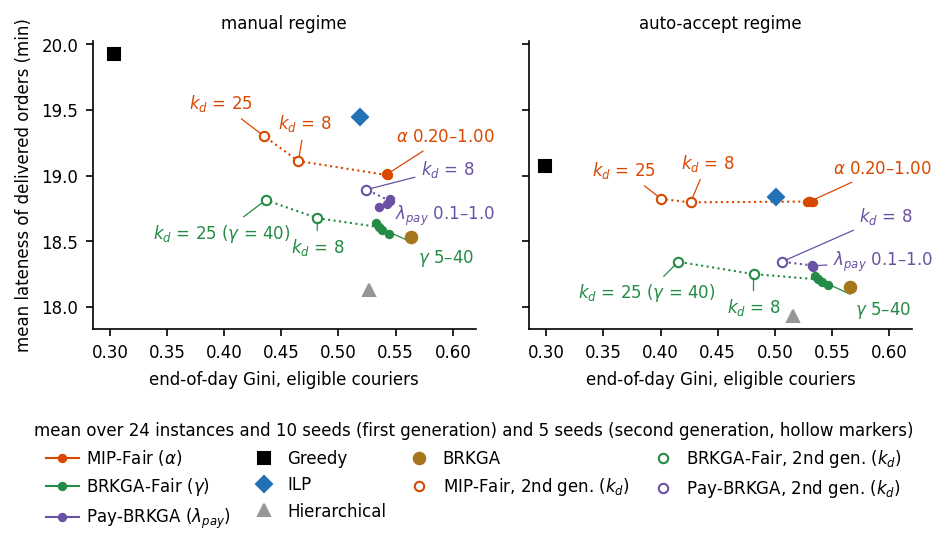 manual regime
auto-accept regime
mean lateness of delivered orders (min)
20.0
19.5
19.0
18.5
18.0
k_d = 25
k_d = 8
α 0.20–1.00
k_d = 8
λ_pay 0.1–1.0
k_d = 25 (γ = 40)
k_d = 8
γ 5–40
k_d = 25
k_d = 8
α 0.20–1.00
k_d = 8
λ_pay 0.1–1.0
k_d = 25 (γ = 40)
k_d = 8
γ 5–40
0.30 0.35 0.40 0.45 0.50 0.55 0.60
0.30 0.35 0.40 0.45 0.50 0.55 0.60
end-of-day Gini, eligible couriers
end-of-day Gini, eligible couriers
mean over 24 instances and 10 seeds (first generation) and 5 seeds (second generation, hollow markers)
MIP-Fair (α)
BRKGA-Fair (γ)
Pay-BRKGA (λ_pay)
Greedy
ILP
Hierarchical
BRKGA
MIP-Fair, 2nd gen. (k_d)
BRKGA-Fair, 2nd gen. (k_d)
Pay-BRKGA, 2nd gen. (k_d)